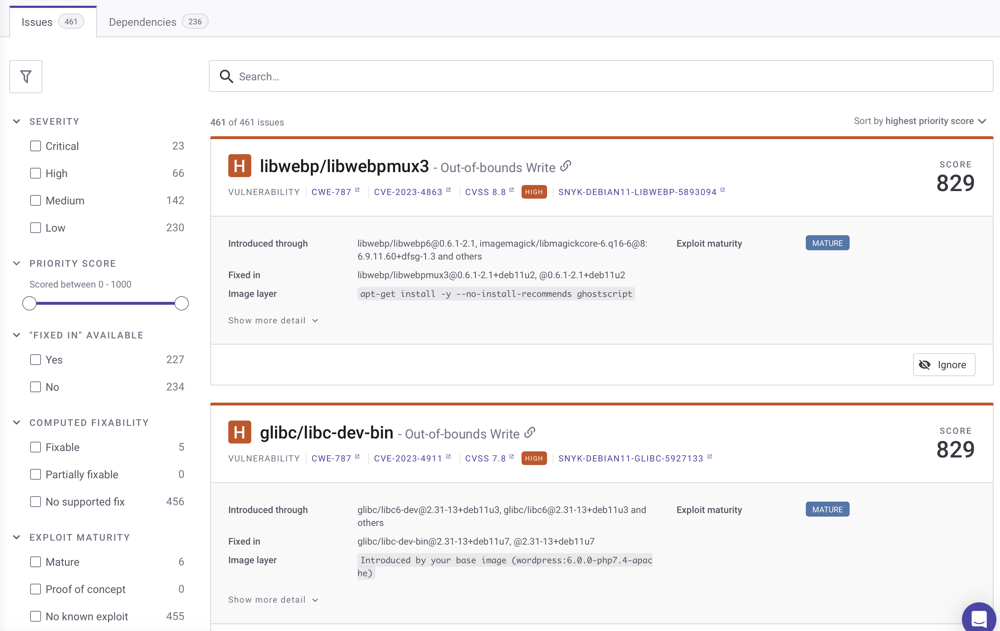 Issues 461 Dependencies 236
Search...
SEVERITY
Critical 23
High 66
Medium 142
Low 230
PRIORITY SCORE
Scored between 0 - 1000
"FIXED IN" AVAILABLE
Yes 227
No 234
COMPUTED FIXABILITY
Fixable 5
Partially fixable 0
No supported fix 456
EXPLOIT MATURITY
Mature 6
Proof of concept 0
No known exploit 455
461 of 461 issues
Sort by highest priority score
H libwebp/libwebpmux3 - Out-of-bounds Write
SCORE
829
VULNERABILITY CWE-787 CVE-2023-4863 CVSS 8.8 HIGH SNYK-DEBIAN11-LIBWEBP-5893094
Introduced through libwebp/libwebp6@0.6.1-2.1, imagemagick/libmagickcore-6.q16-6@8:
6.9.11.60+dfsg-1.3 and others
Exploit maturity MATURE
Fixed in libwebp/libwebpmux3@0.6.1-2.1+deb11u2, @0.6.1-2.1+deb11u2
Image layer apt-get install -y --no-install-recommends ghostscript
Show more detail
Ignore
H glibc/libc-dev-bin - Out-of-bounds Write
SCORE
829
VULNERABILITY CWE-787 CVE-2023-4911 CVSS 7.8 HIGH SNYK-DEBIAN11-GLIBC-5927133
Introduced through glibc/libc6-dev@2.31-13+deb11u3, glibc/libc6@2.31-13+deb11u3 and
others
Exploit maturity MATURE
Fixed in glibc/libc-dev-bin@2.31-13+deb11u7, @2.31-13+deb11u7
Image layer Introduced by your base image (wordpress:6.0.0-php7.4-apac
he)
Show more detail